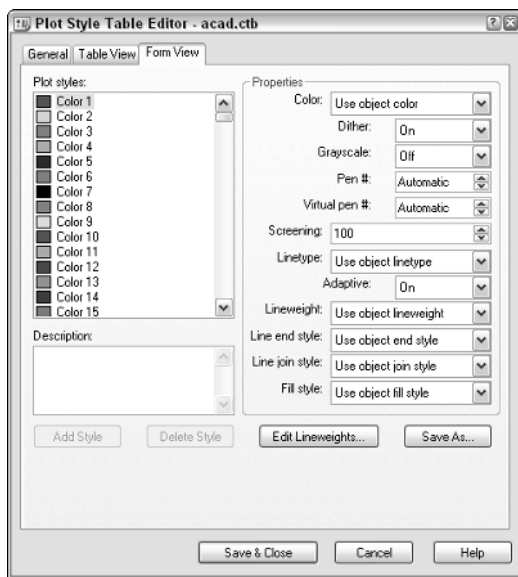 Plot Style Table Editor - acad.ctb
General Table View Form View
Plot styles:
Color 1
Color 2
Color 3
Color 4
Color 5
Color 6
Color 7
Color 8
Color 9
Color 10
Color 11
Color 12
Color 13
Color 14
Color 15
Description:
Add Style Delete Style
Properties
Color: Use object color
Dither: On
Grayscale: Off
Pen #: Automatic
Virtual pen #: Automatic
Screening: 100
Linetype: Use object linetype
Adaptive: On
Lineweight: Use object lineweight
Line end style: Use object end style
Line join style: Use object join style
Fill style: Use object fill style
Edit Lineweights... Save As...
Save & Close Cancel Help